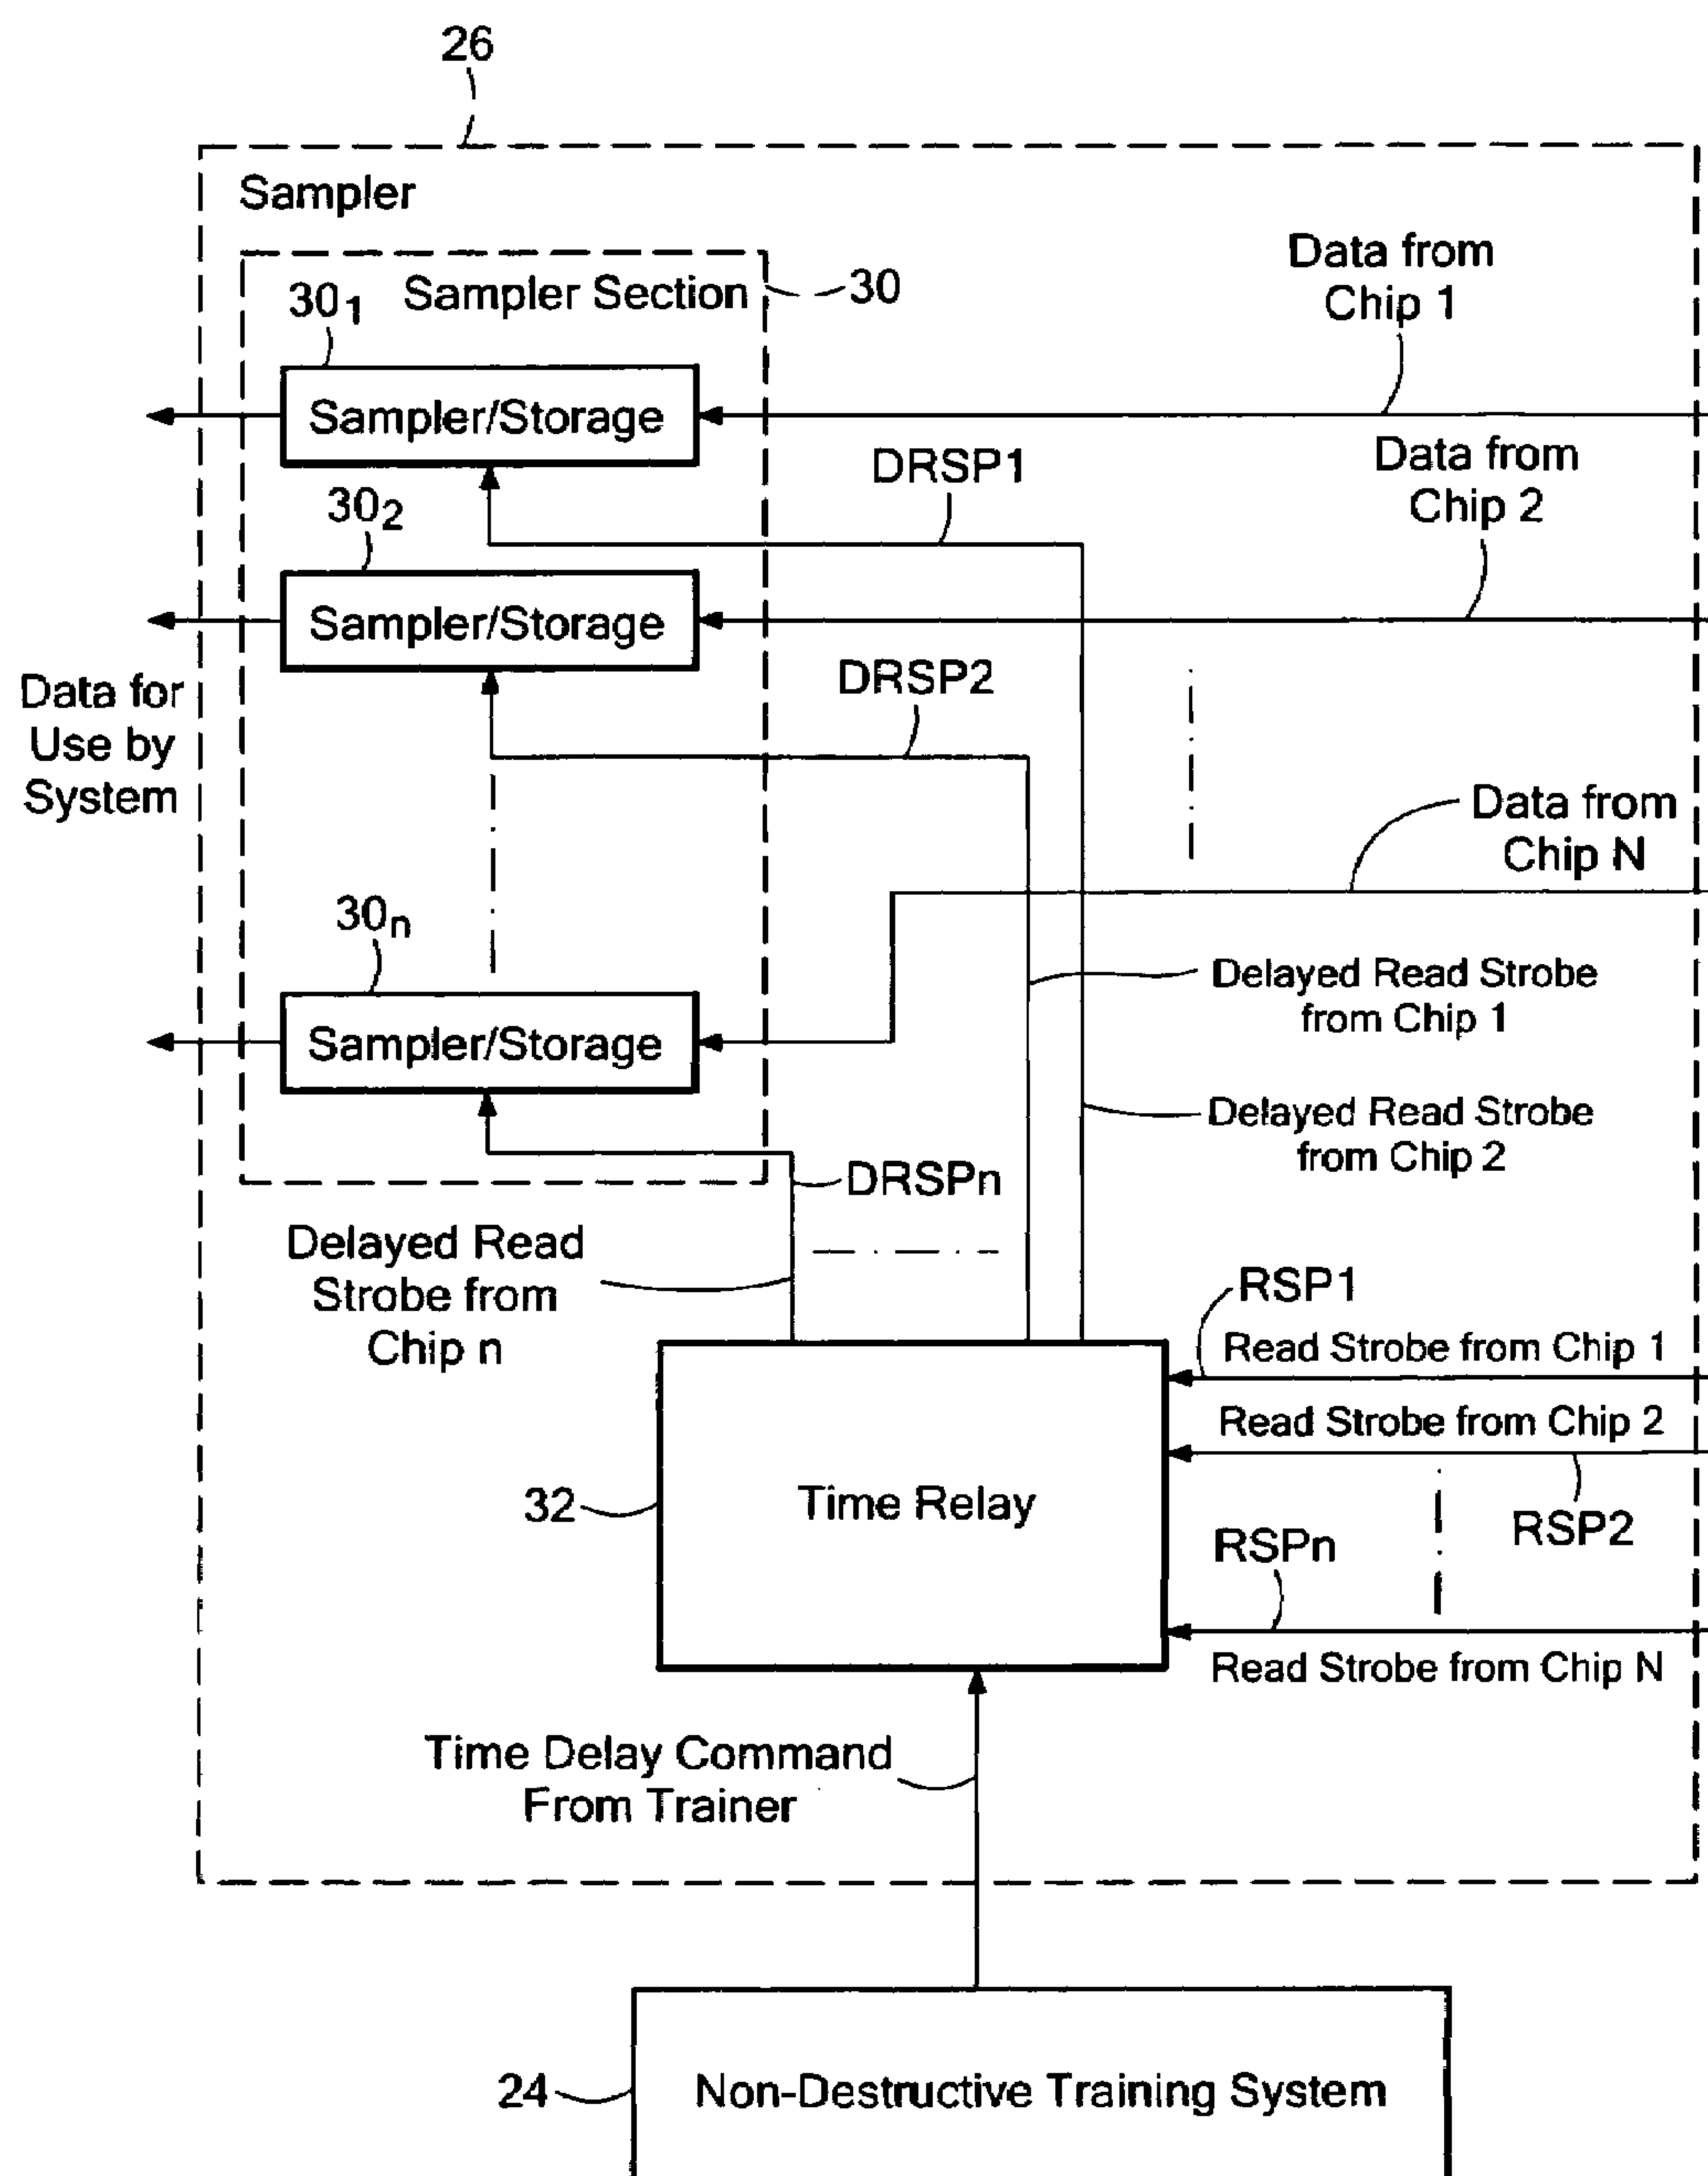 26
Sampler
Sampler Section
30
30₁
Data from
Chip 1
Sampler/Storage
DRSP1
Data from
Chip 2
30₂
Sampler/Storage
DRSP2
Data for
Use by
System
Data from
Chip N
30ₙ
Sampler/Storage
Delayed Read Strobe
from Chip 1
Delayed Read Strobe
from Chip 2
DRSPn
Delayed Read
Strobe from
Chip n
RSP1
Read Strobe from Chip 1
Read Strobe from Chip 2
32
Time Relay
RSPn
RSP2
Read Strobe from Chip N
Time Delay Command
From Trainer
24
Non-Destructive Training System